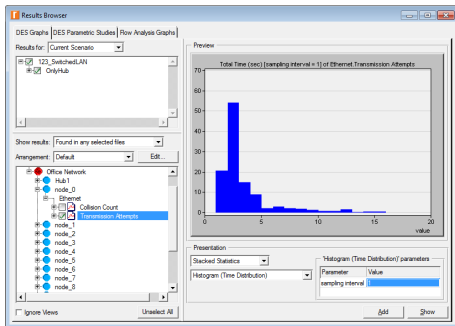 Results Browser
DES Graphs DES Parametric Studies Flow Analysis Graphs
Results for: Current Scenario
123_SwitchedLAN
OnlyHub
Show results: Found in any selected files
Arrangement: Default Edit...
Office Network
Hub1
node_0
Ethernet
Collision Count
Transmission Attempts
node_1
node_2
node_3
node_4
node_5
node_6
node_7
node_8
Ignore Views Unselect All
Preview
Total Time (sec) [sampling interval = 1] of Ethernet.Transmission Attempts
70
60
50
40
30
20
10
0
0 5 10 15 20
value
Presentation
Stacked Statistics
Histogram (Time Distribution)
'Histogram (Time Distribution)' parameters
Parameter Value
sampling interval 1
Add Show